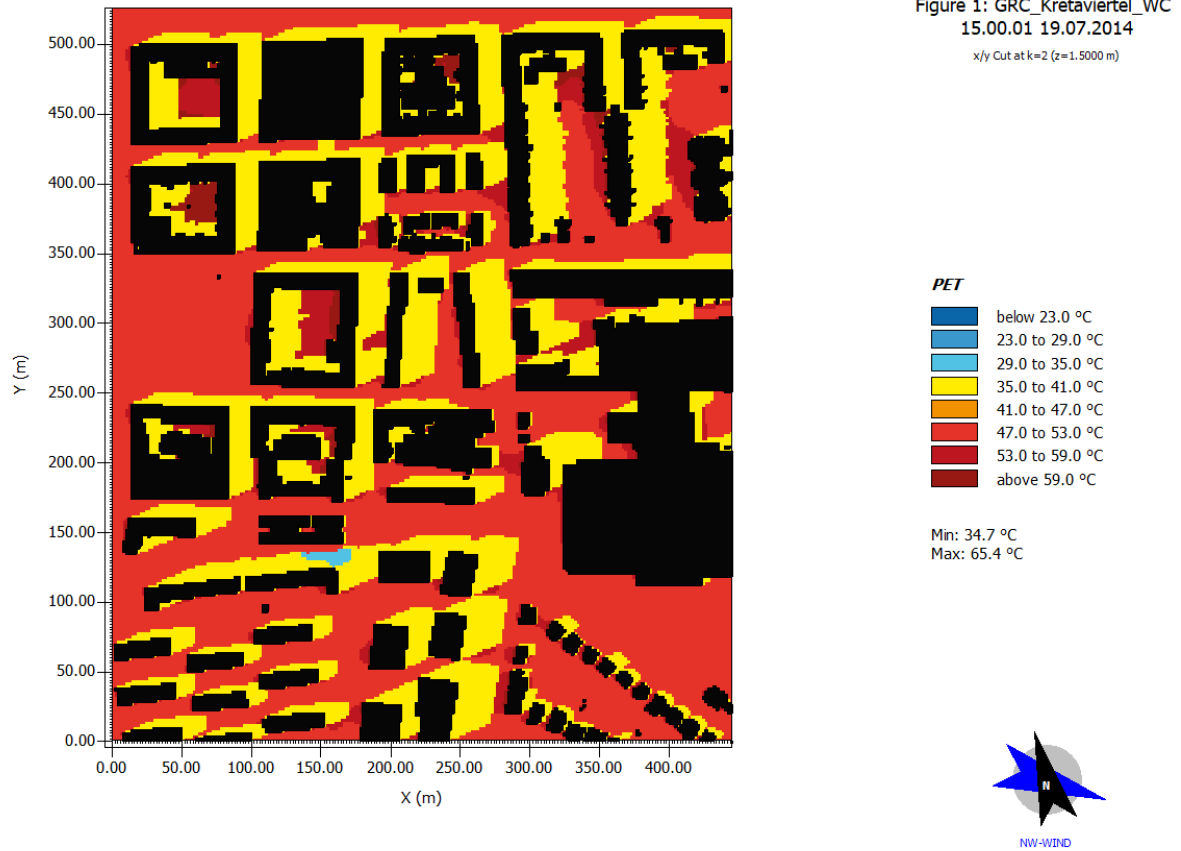 Figure 1: GRC_Kretaviertel_WC
15.00.01 19.07.2014
x/y Cut at k=2 (z=1.5000 m)
500.00
450.00
400.00
350.00
300.00
250.00
200.00
150.00
100.00
50.00
0.00
Y (m)
0.00 50.00 100.00 150.00 200.00 250.00 300.00 350.00 400.00
X (m)
PET
below 23.0 °C
23.0 to 29.0 °C
29.0 to 35.0 °C
35.0 to 41.0 °C
41.0 to 47.0 °C
47.0 to 53.0 °C
53.0 to 59.0 °C
above 59.0 °C
Min: 34.7 °C
Max: 65.4 °C
N
NW-WIND